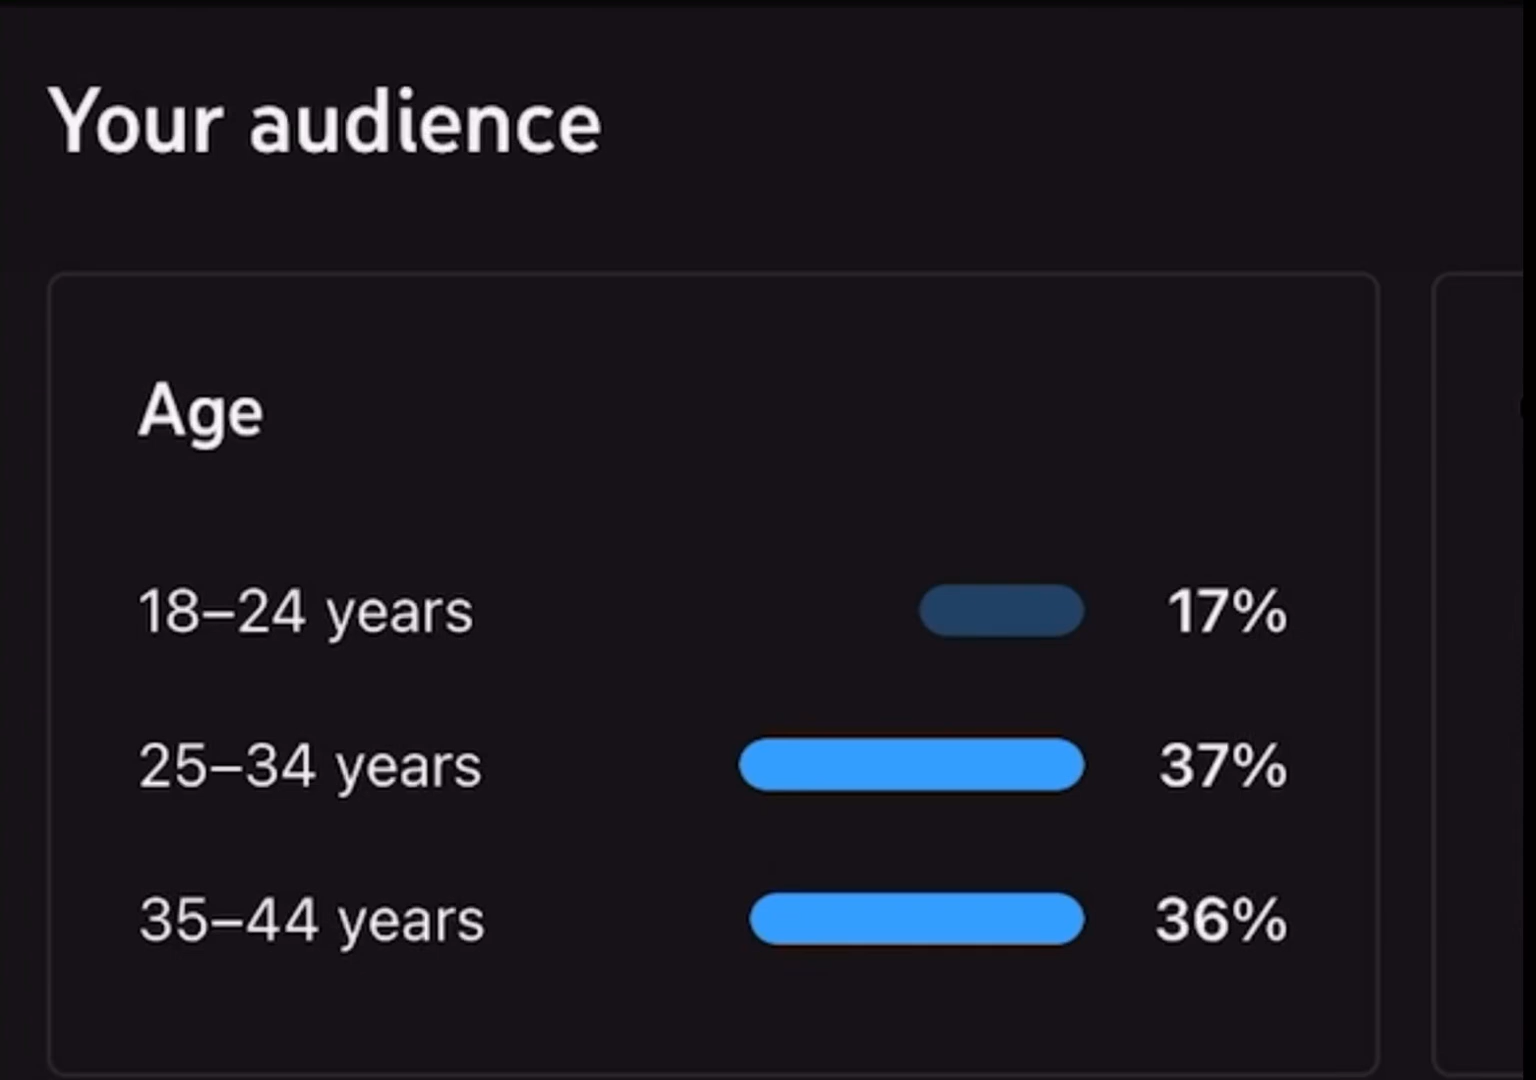 Your audience
Age
18–24 years 17%
25–34 years 37%
35–44 years 36%